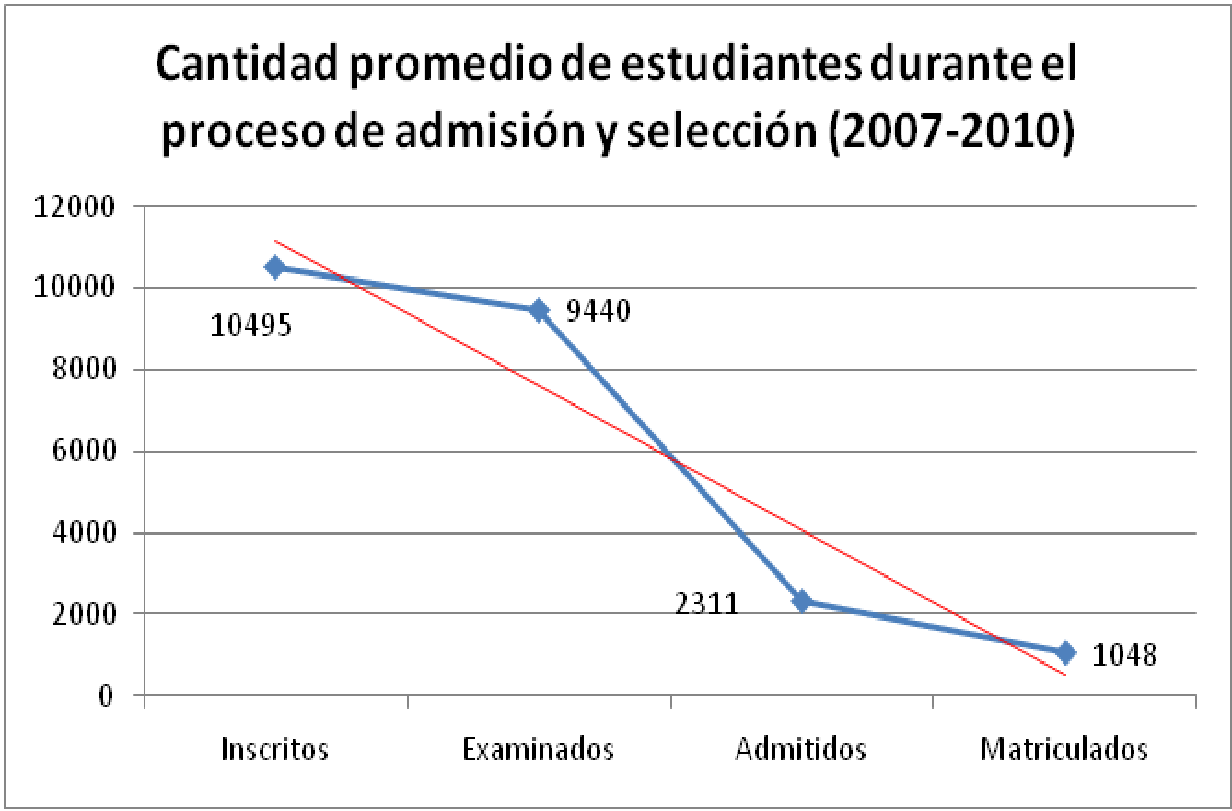 Cantidad promedio de estudiantes durante el
proceso de admisión y selección (2007-2010)
12000
10000
8000
6000
4000
2000
0
10495
9440
2311
1048
Inscritos
Examinados
Admitidos
Matriculados